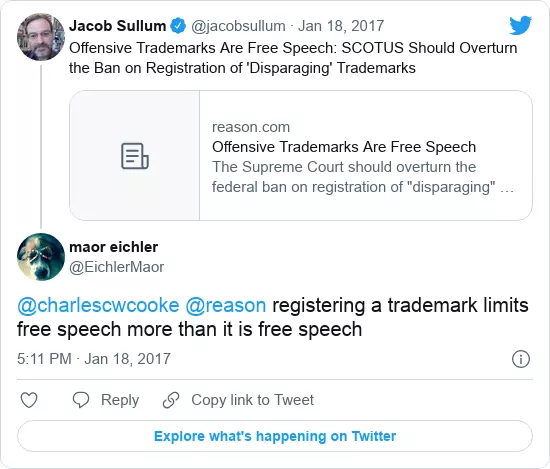 Jacob Sullum @jacobsullum · Jan 18, 2017
Offensive Trademarks Are Free Speech: SCOTUS Should Overturn
the Ban on Registration of 'Disparaging' Trademarks
reason.com
Offensive Trademarks Are Free Speech
The Supreme Court should overturn the
federal ban on registration of "disparaging" …
maor eichler
@EichlerMaor
@charlescwcooke @reason registering a trademark limits
free speech more than it is free speech
5:11 PM · Jan 18, 2017
Reply
Copy link to Tweet
Explore what's happening on Twitter